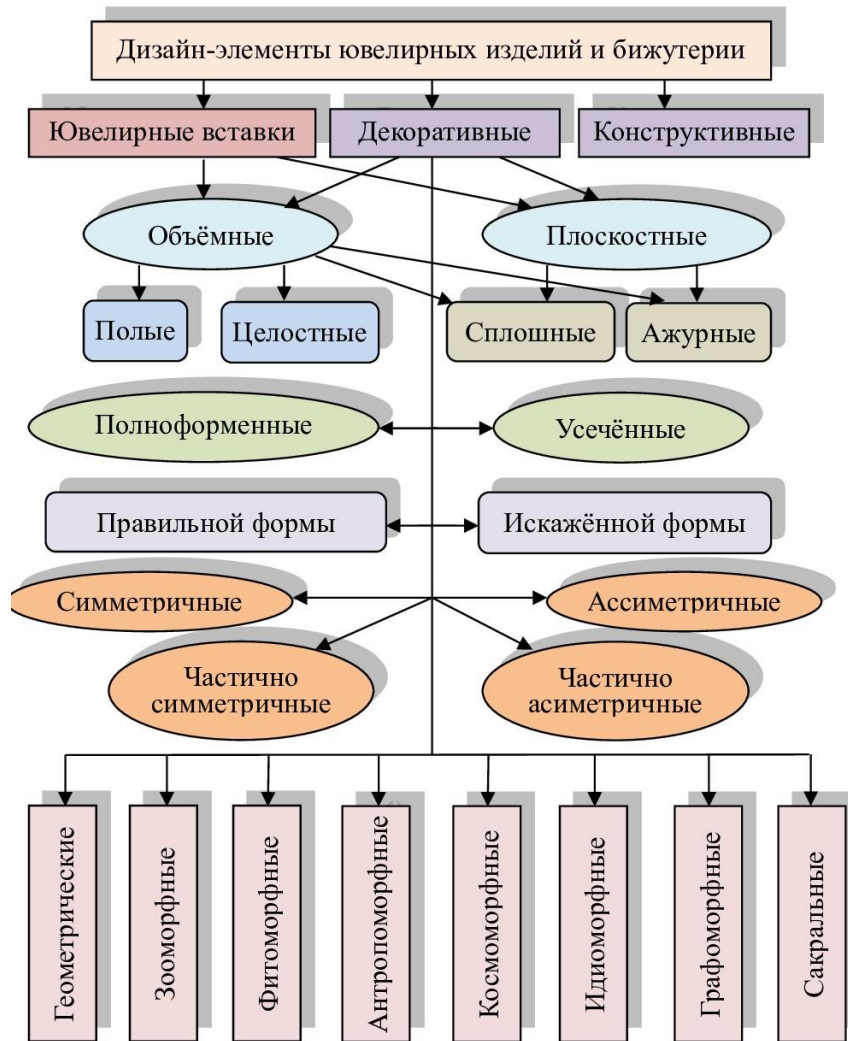 Дизайн-элементы ювелирных изделий и бижутерии
Ювелирные вставки
Декоративные
Конструктивные
Объёмные
Плоскостные
Полые
Целостные
Сплошные
Ажурные
Полноформенные
Усечённые
Правильной формы
Искажённой формы
Симметричные
Ассиметричные
Частично
симметричные
Частично
асиметричные
Геометрические
Зооморфные
Фитоморфные
Антропоморфные
Космоморфные
Идиоморфные
Графоморфные
Сакральные